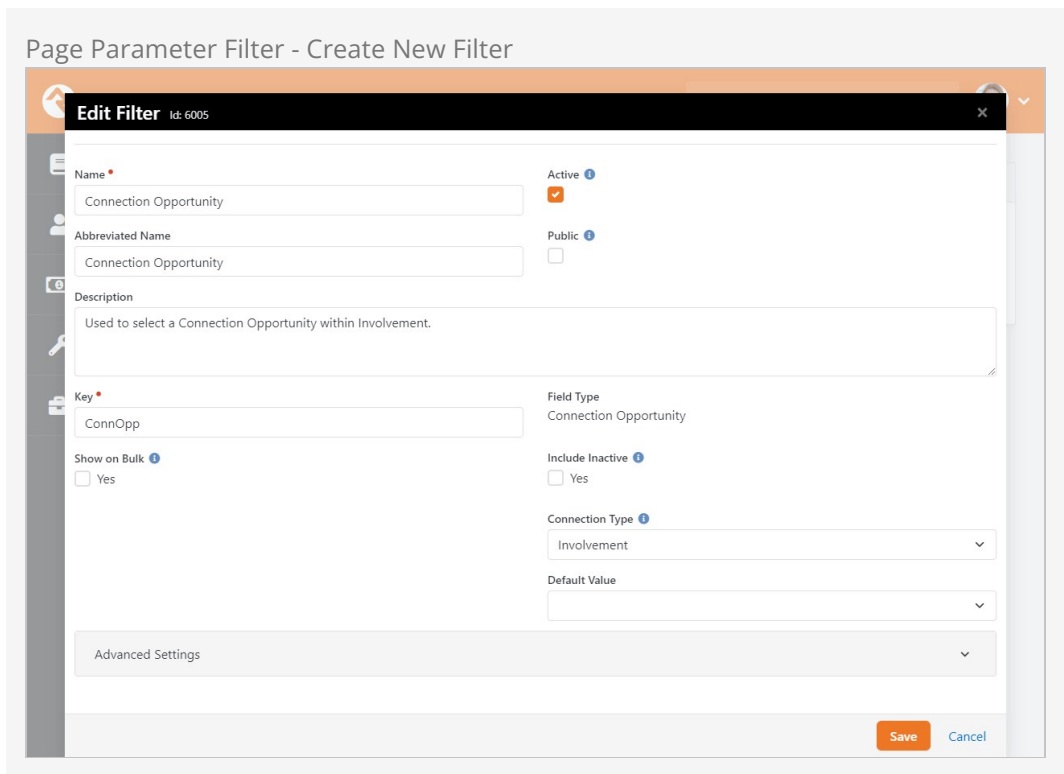 Page Parameter Filter - Create New Filter
Edit Filter Id: 6005
Name
Active
Connection Opportunity
Abbreviated Name
Public
Connection Opportunity
Description
Used to select a Connection Opportunity within Involvement.
Key
Field Type
ConnOpp
Connection Opportunity
Show on Bulk
Include Inactive
Yes
Yes
Connection Type
Involvement
Default Value
Advanced Settings
Save
Cancel